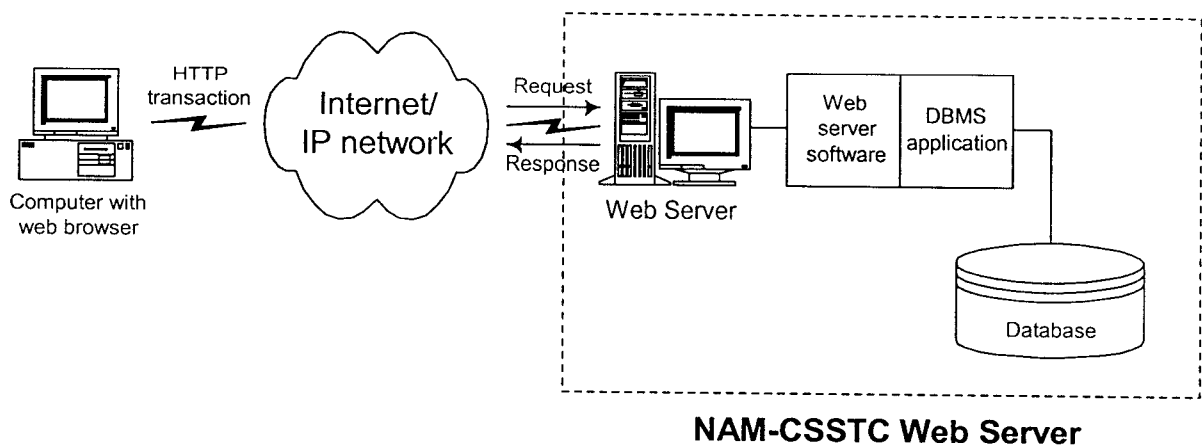 HTTP
transaction
Internet/
IP network
Request
Response
Computer with
web browser
Web Server
Web
server
software
DBMS
application
Database
NAM-CSSTC Web Server